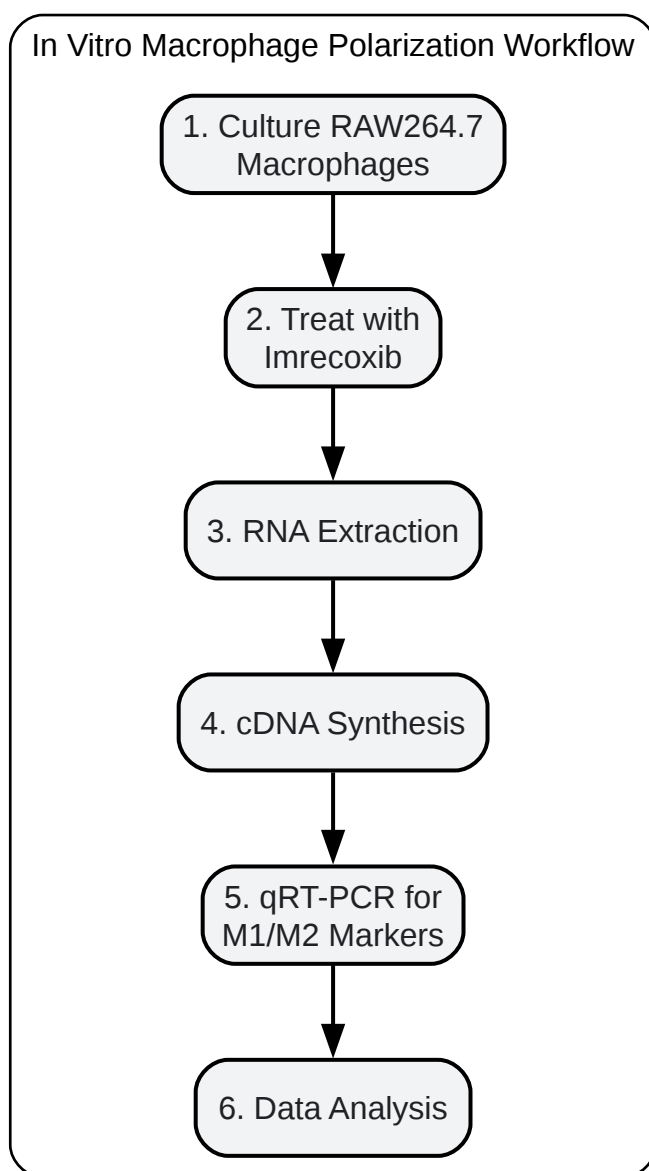 In Vitro Macrophage Polarization Workflow
1. Culture RAW264.7
Macrophages
2. Treat with
Imrecoxib
3. RNA Extraction
4. cDNA Synthesis
5. qRT-PCR for
M1/M2 Markers
6. Data Analysis